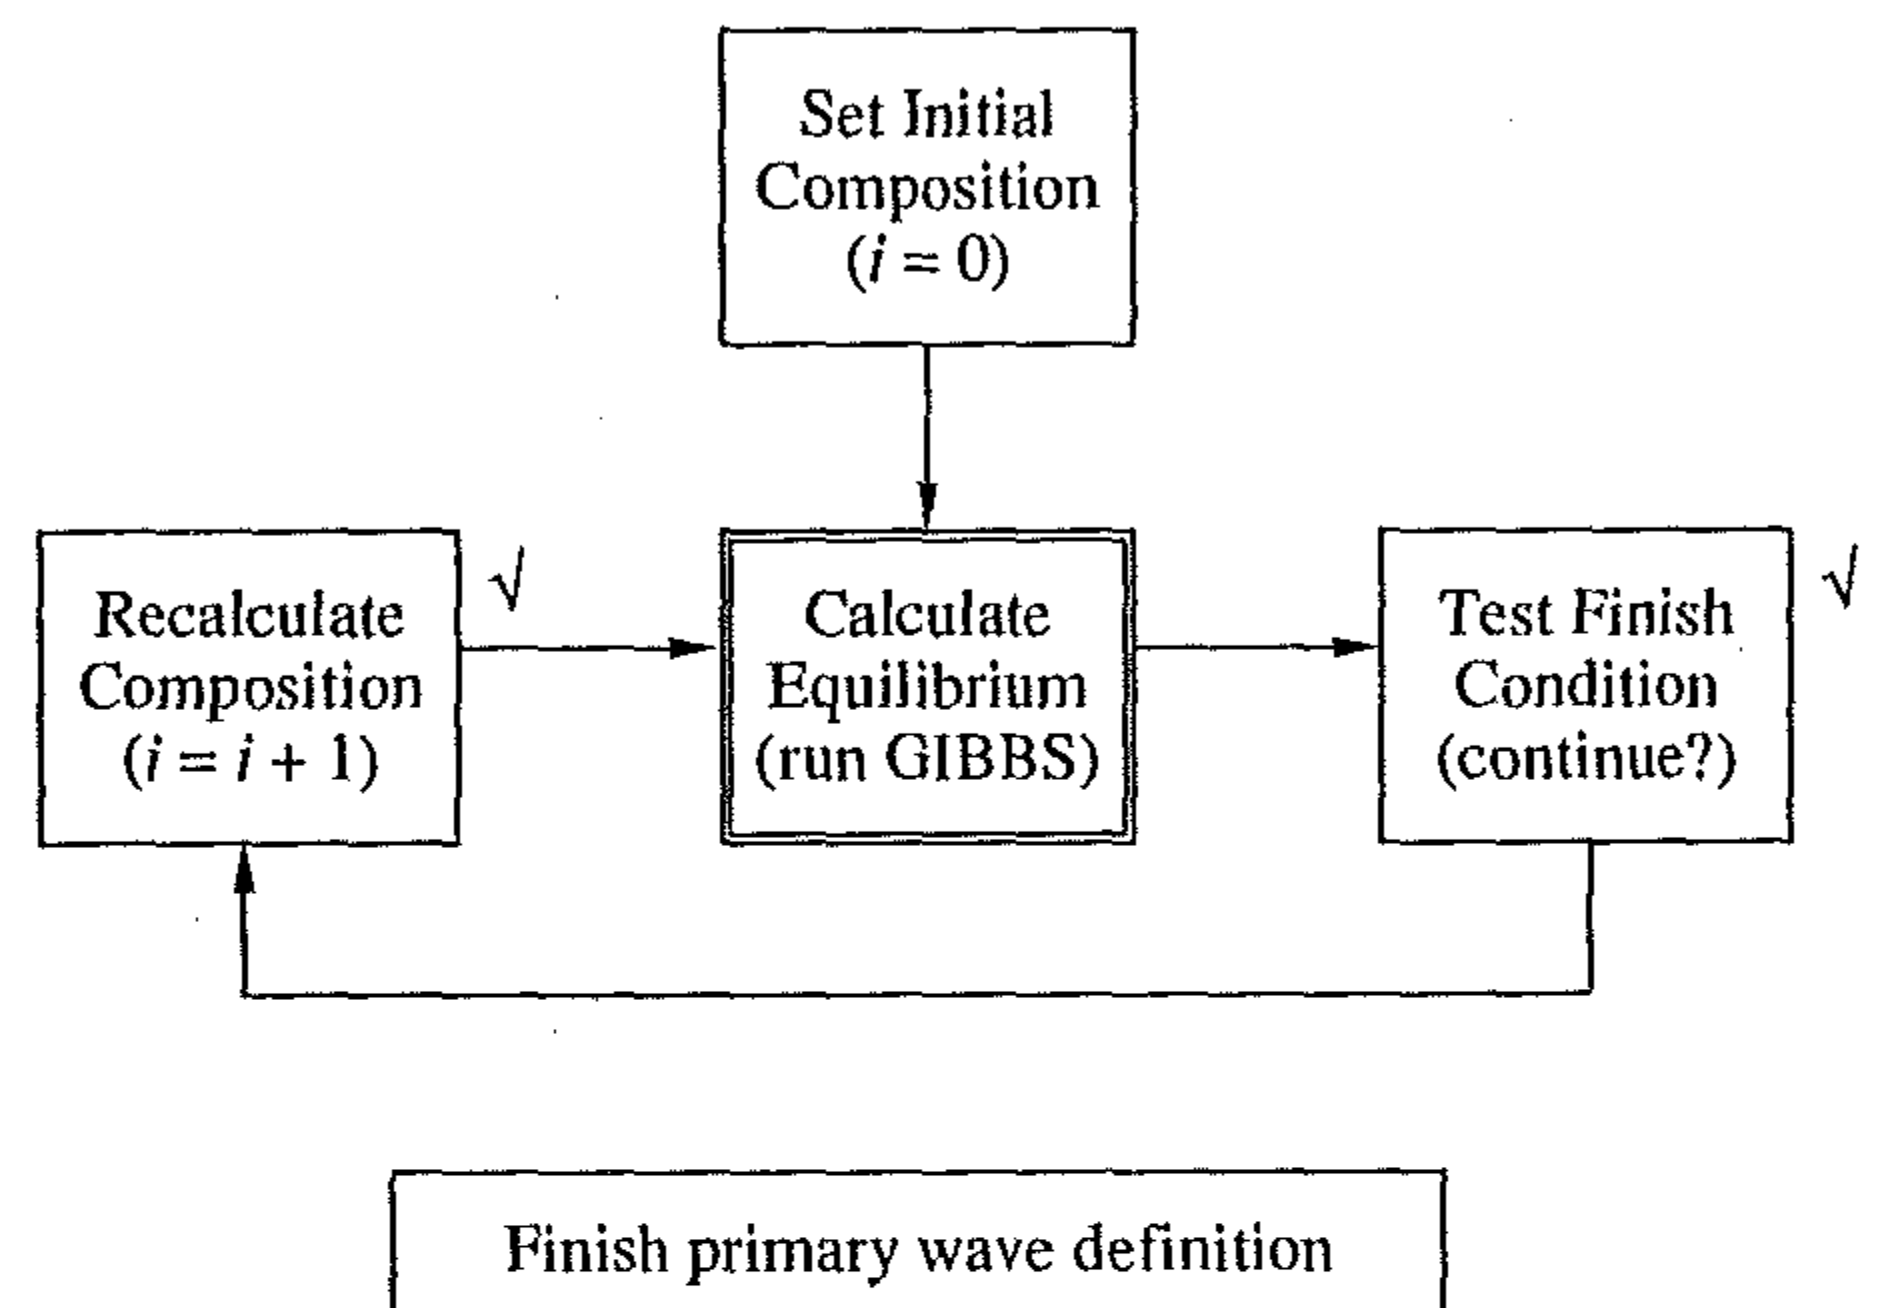 Set Initial
Composition
(i = 0)
Recalculate
Composition
(i = i + 1)
√
Calculate
Equilibrium
(run GIBBS)
Test Finish
Condition
(continue?)
√
Finish primary wave definition